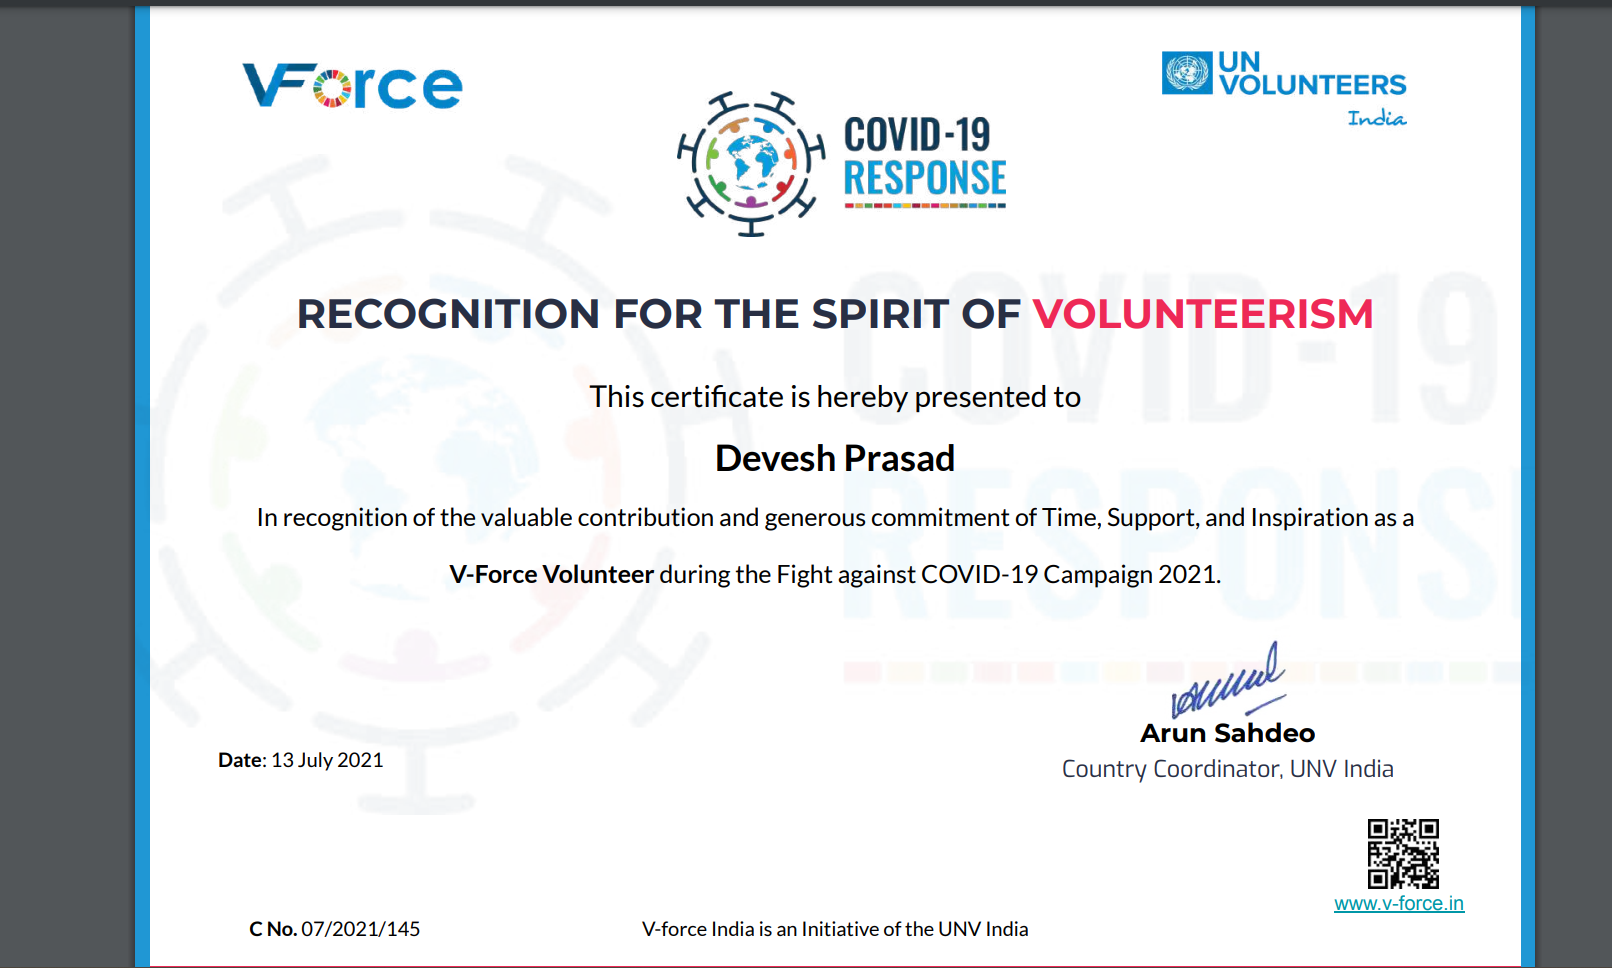 VForce
UN
VOLUNTEERS
India
COVID-19
RESPONSE
RECOGNITION FOR THE SPIRIT OF VOLUNTEERISM
This certificate is hereby presented to
Devesh Prasad
In recognition of the valuable contribution and generous commitment of Time, Support, and Inspiration as a
V-Force Volunteer during the Fight against COVID-19 Campaign 2021.
Arun Sahdeo
Country Coordinator, UNV India
Date: 13 July 2021
www.v-force.in
C No. 07/2021/145
V-force India is an Initiative of the UNV India
COVID-19
RESPONS